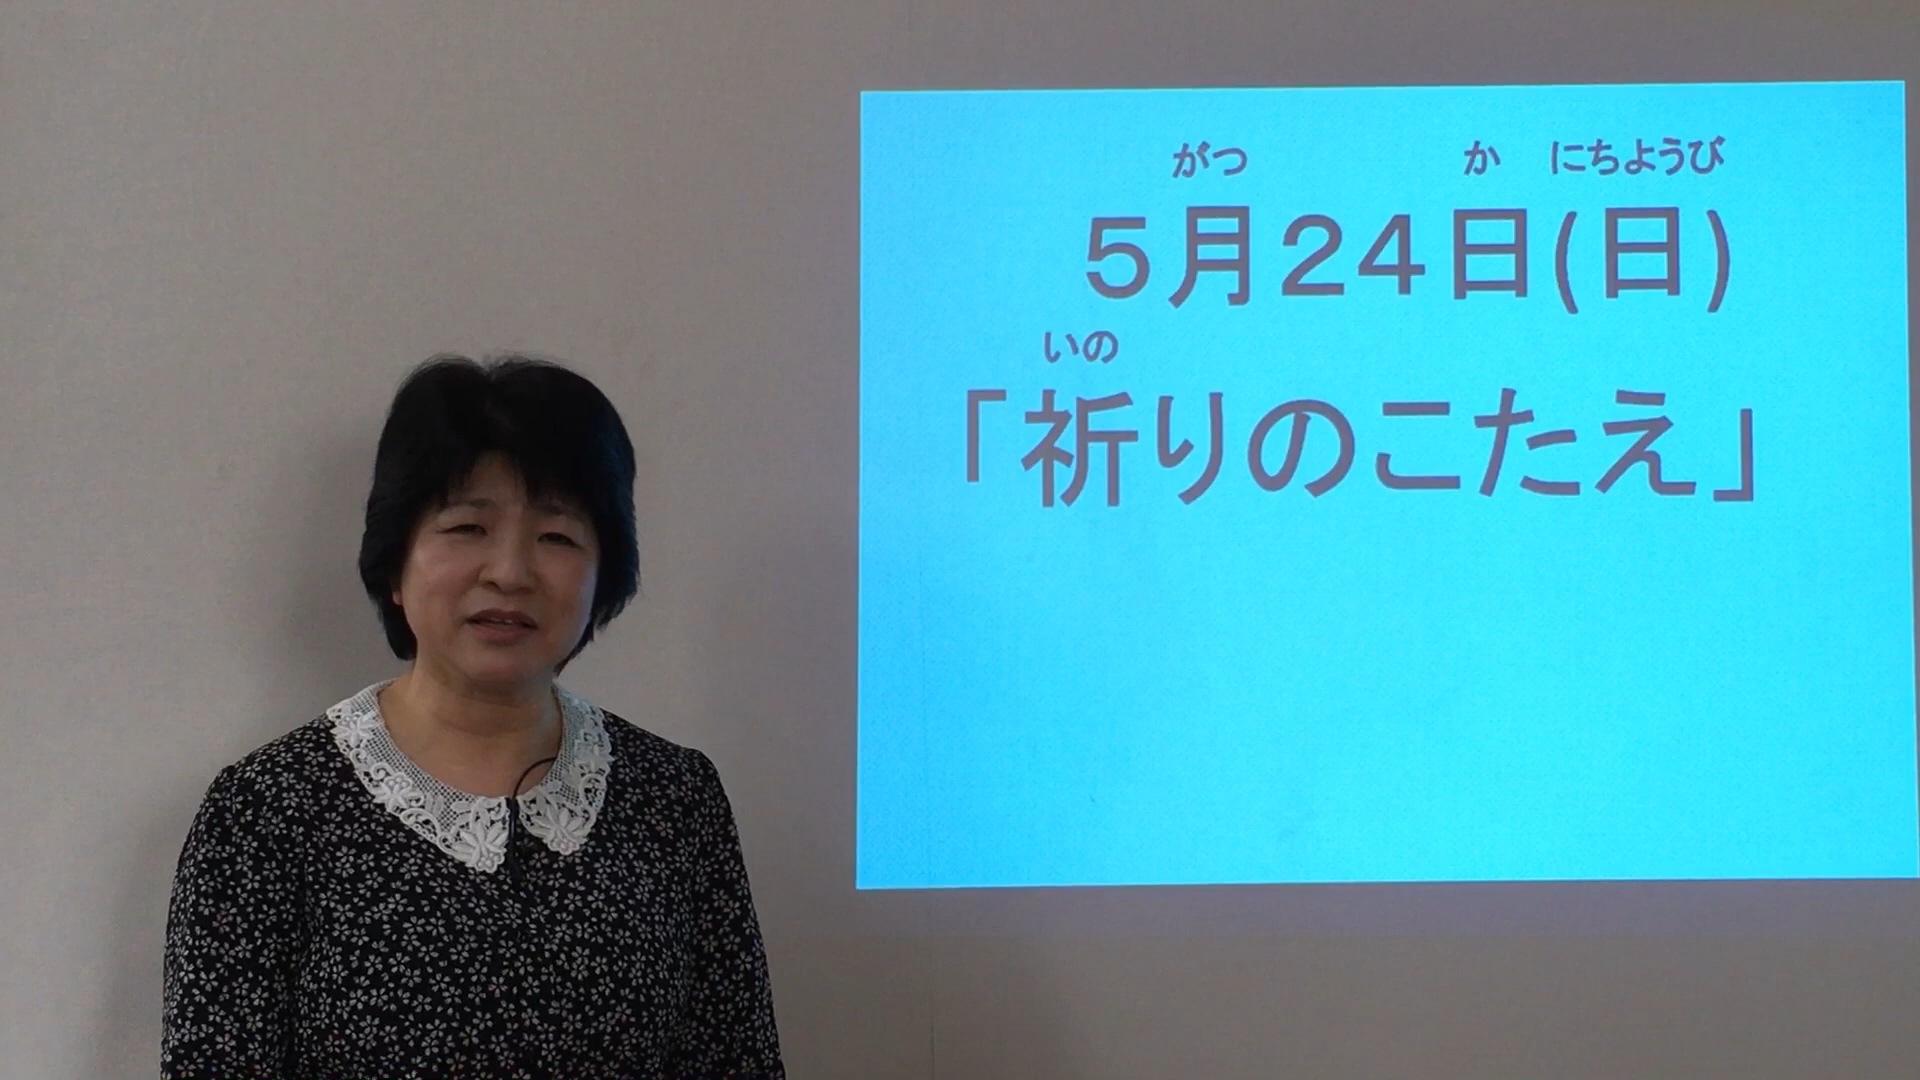 がつ か にちようび
５月２４日(日)
いの
「祈りのこたえ」